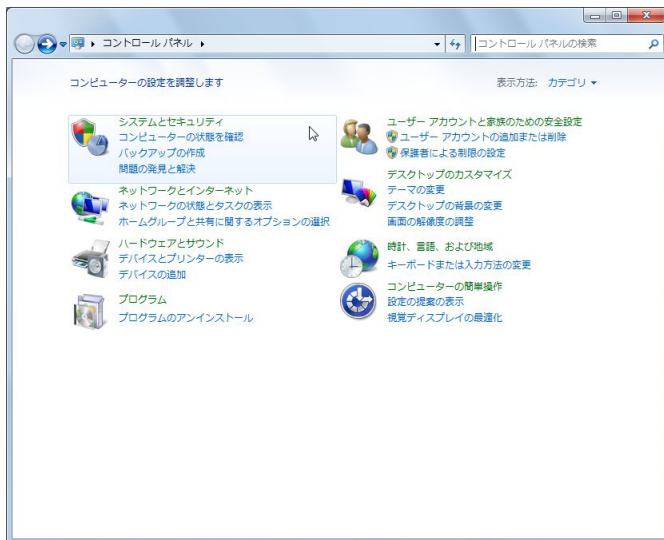 コントロール パネル
コントロール パネルの検索
コンピューターの設定を調整します
表示方法: カテゴリ
システムとセキュリティ
コンピューターの状態を確認
バックアップの作成
問題の発見と解決
ネットワークとインターネット
ネットワークの状態とタスクの表示
ホームグループと共有に関するオプションの選択
ハードウェアとサウンド
デバイスとプリンターの表示
デバイスの追加
プログラム
プログラムのアンインストール
ユーザー アカウントと家族のための安全設定
ユーザー アカウントの追加または削除
保護者による制限の設定
デスクトップのカスタマイズ
テーマの変更
デスクトップの背景の変更
画面の解像度の調整
時計、言語、および地域
キーボードまたは入力方法の変更
コンピューターの簡単操作
設定の提案の表示
視覚ディスプレイの最適化